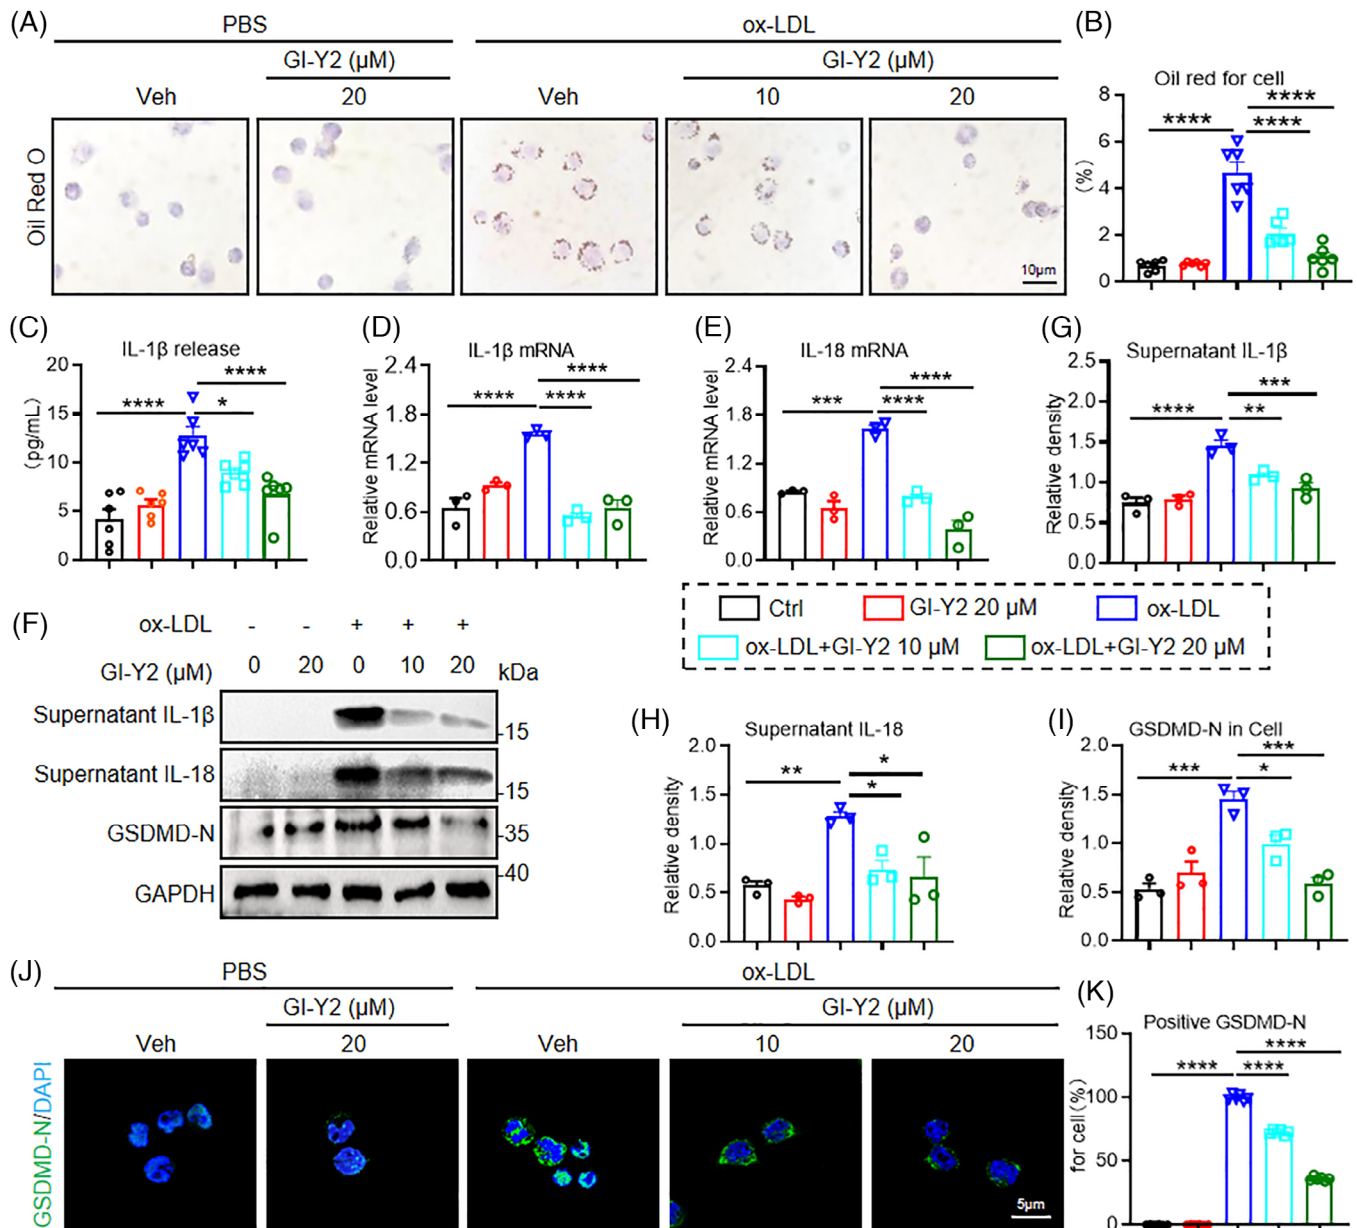 (A)
PBS
ox-LDL
GI-Y2 (μM)
GI-Y2 (μM)
Veh
20
Veh
10
20
Oil Red O
10μm
(B)
Oil red for cell
****
****
****
(%)
8
6
4
2
0
(C)
IL-1β release
****
****
*
(pg/mL)
20
15
10
5
0
(D)
IL-1β mRNA
****
****
****
Relative mRNA level
2.4
1.8
1.2
0.6
0.0
(E)
IL-18 mRNA
****
***
****
Relative mRNA level
2.4
1.8
1.2
0.6
0.0
(G)
Supernatant IL-1β
***
****
**
Relative density
2.5
2.0
1.5
1.0
0.5
0.0
Ctrl
GI-Y2 20 μM
ox-LDL
ox-LDL+GI-Y2 10 μM
ox-LDL+GI-Y2 20 μM
(F)
ox-LDL - - + + +
GI-Y2 (μM) 0 20 0 10 20 kDa
Supernatant IL-1β
-15
Supernatant IL-18
-15
GSDMD-N
-35
-40
GAPDH
(H)
Supernatant IL-18
**
*
*
Relative density
2.0
1.5
1.0
0.5
0.0
(I)
GSDMD-N in Cell
***
***
*
Relative density
2.0
1.5
1.0
0.5
0.0
(J)
PBS
ox-LDL
GI-Y2 (μM)
GI-Y2 (μM)
Veh
20
Veh
10
20
GSDMD-N/DAPI
5μm
(K)
Positive GSDMD-N
****
****
****
for cell(%)
150
100
50
0